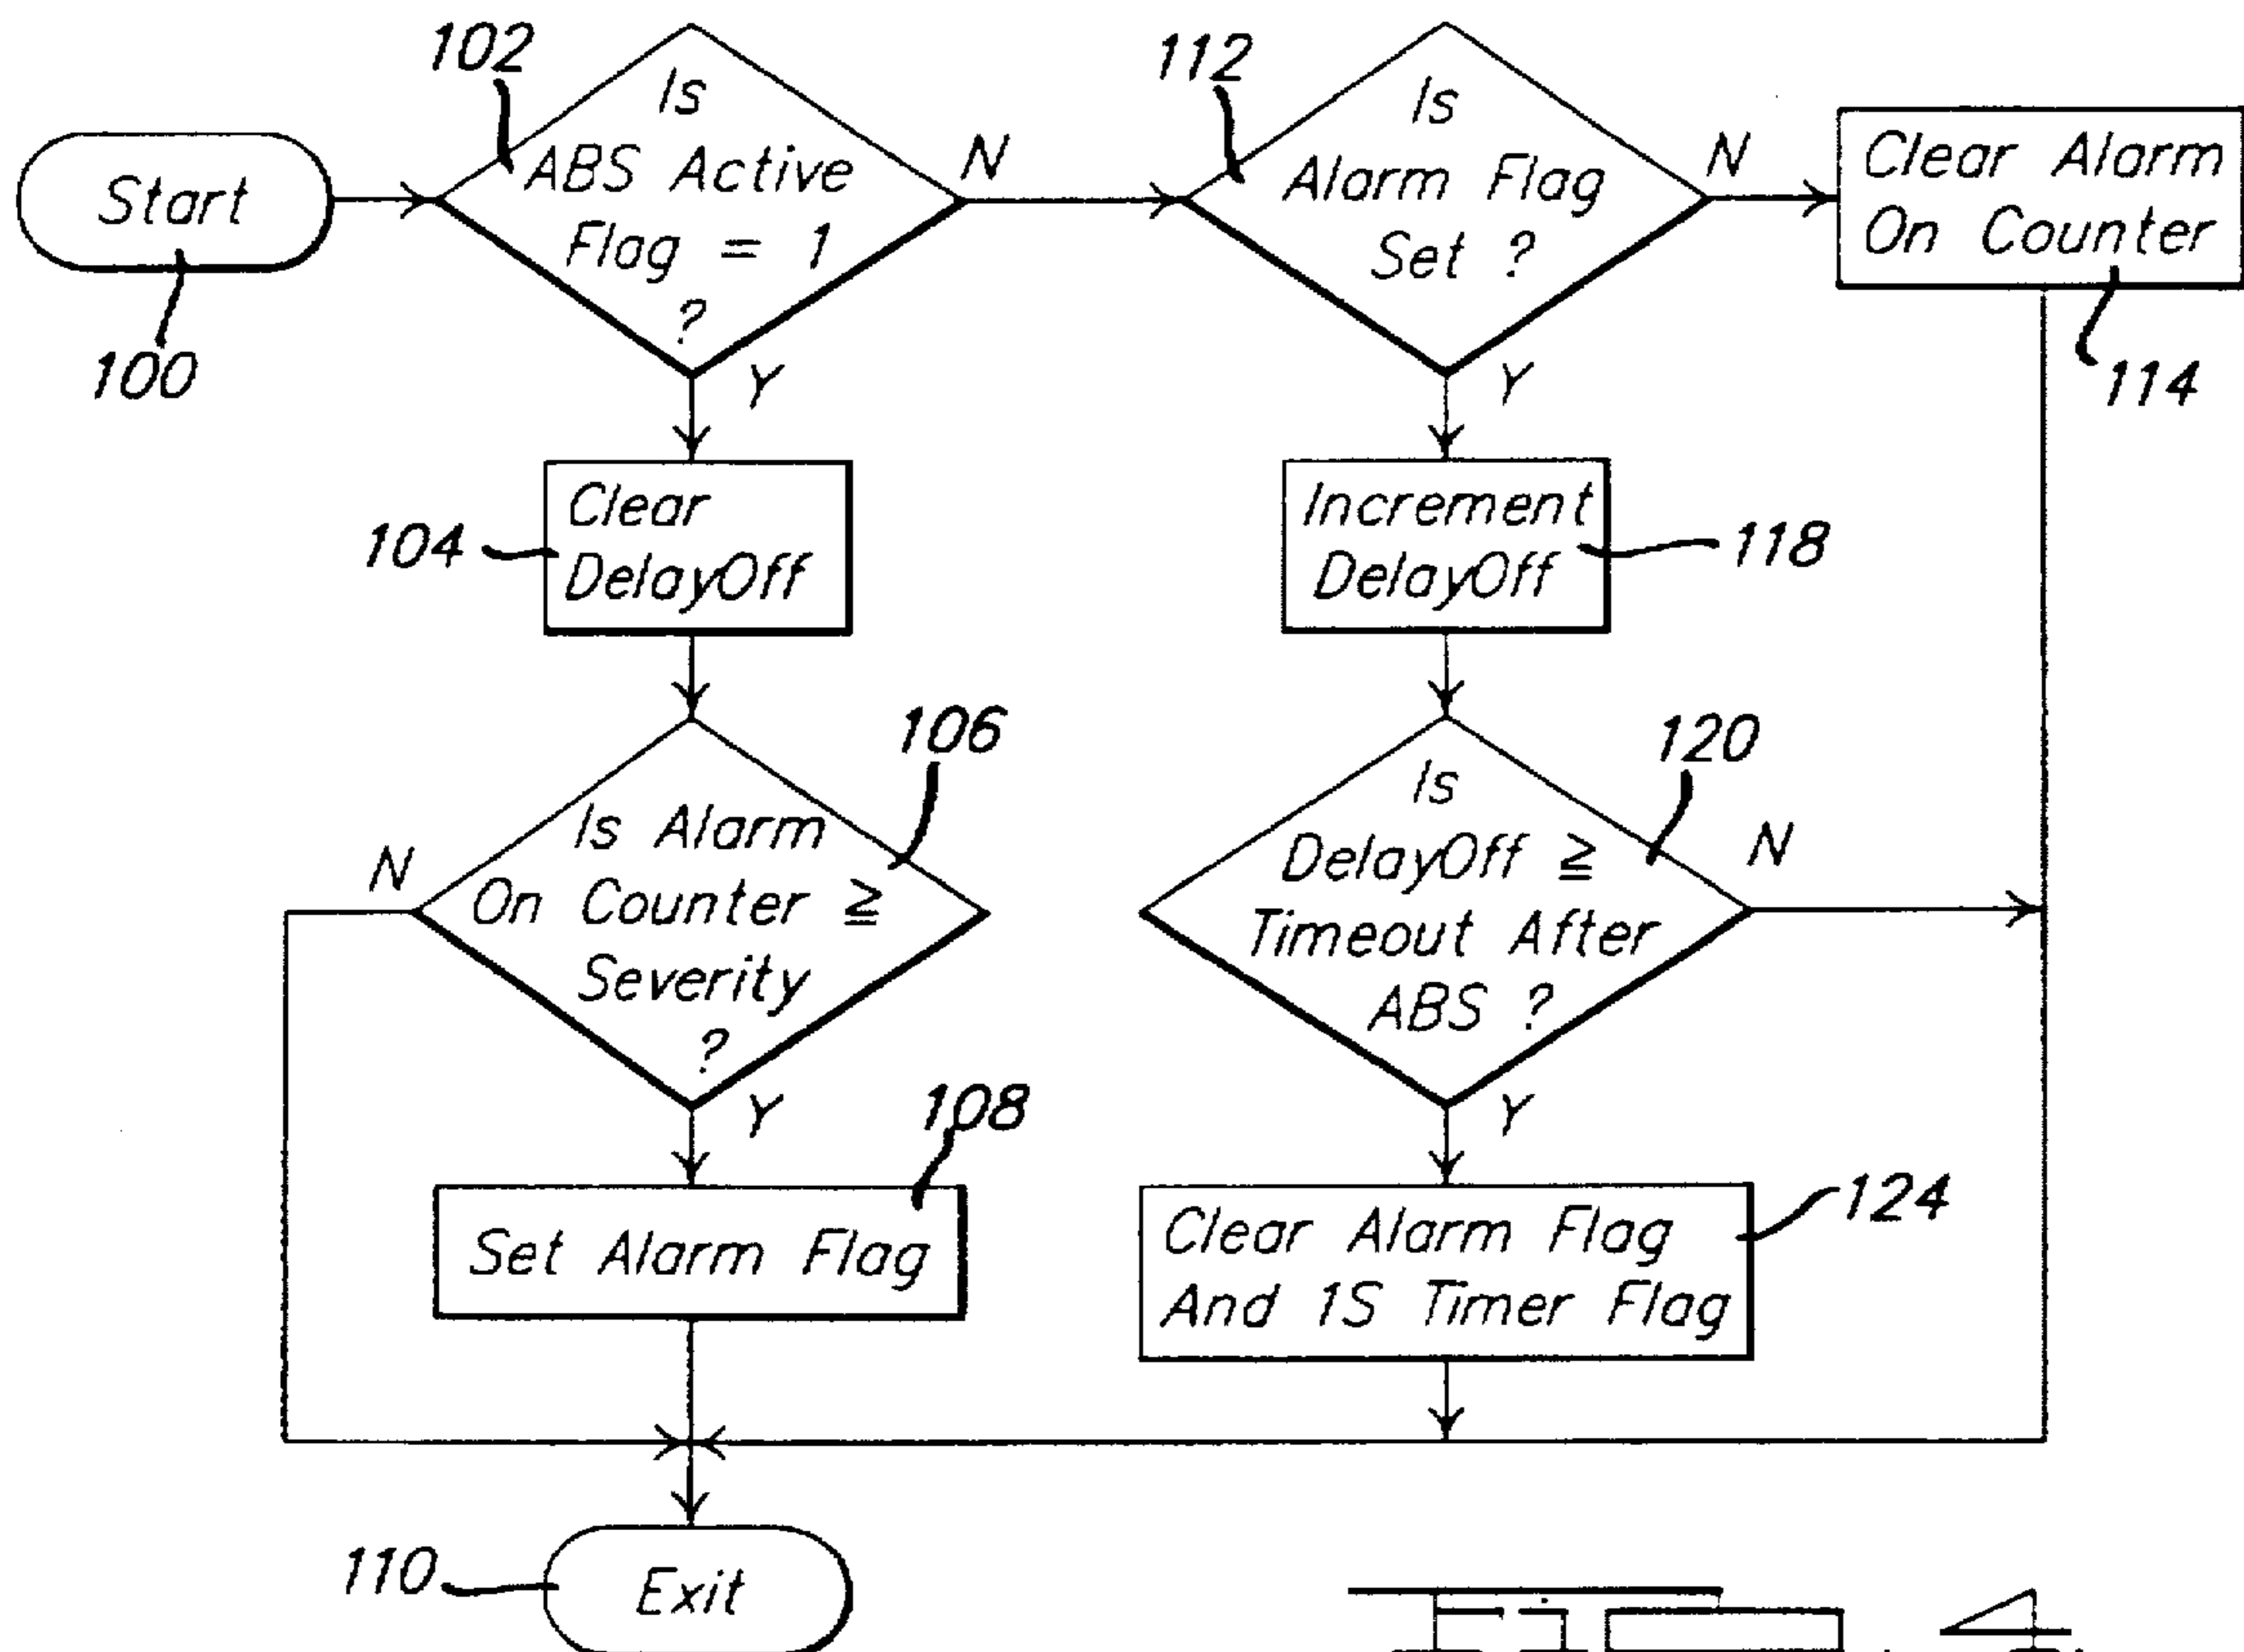 102
Is
ABS Active
Flag = 1
?
N
112
Is
Alarm Flag
Set ?
N
Clear Alarm
On Counter
114
Start
100
Y
Y
Clear
DelayOff
104
Increment
DelayOff
118
106
Is Alarm
On Counter ≧
Severity
?
N
Y
120
Is
DelayOff ≧
Timeout After
ABS ?
N
Y
108
Set Alarm Flag
124
Clear Alarm Flag
And 1S Timer Flag
110
Exit